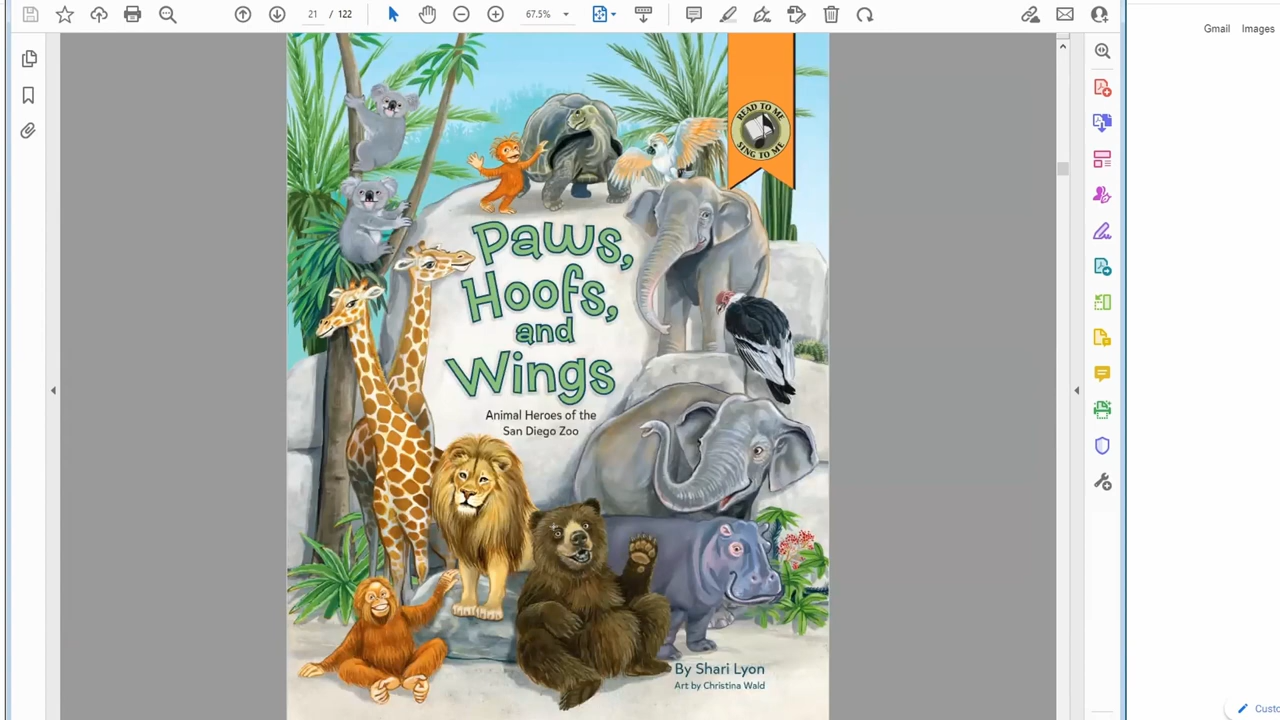 21 / 122
67.5%
Gmail Images
READ TO ME
SING TO ME
Paws,
Hoofs,
and
Wings
Animal Heroes of the
San Diego Zoo
By Shari Lyon
Art by Christina Wald